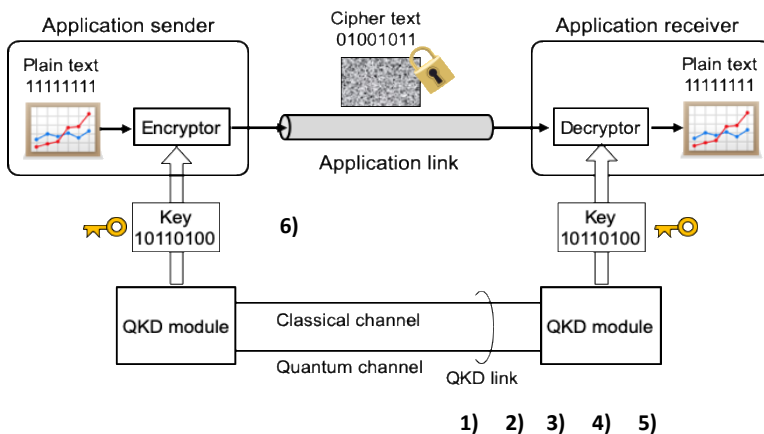 Application sender
Cipher text
01001011
Application receiver
Plain text
11111111
Plain text
11111111
Encryptor
Decryptor
Application link
Key
10110100
6)
Key
10110100
QKD module
Classical channel
QKD module
Quantum channel
QKD link
1) 2) 3) 4) 5)